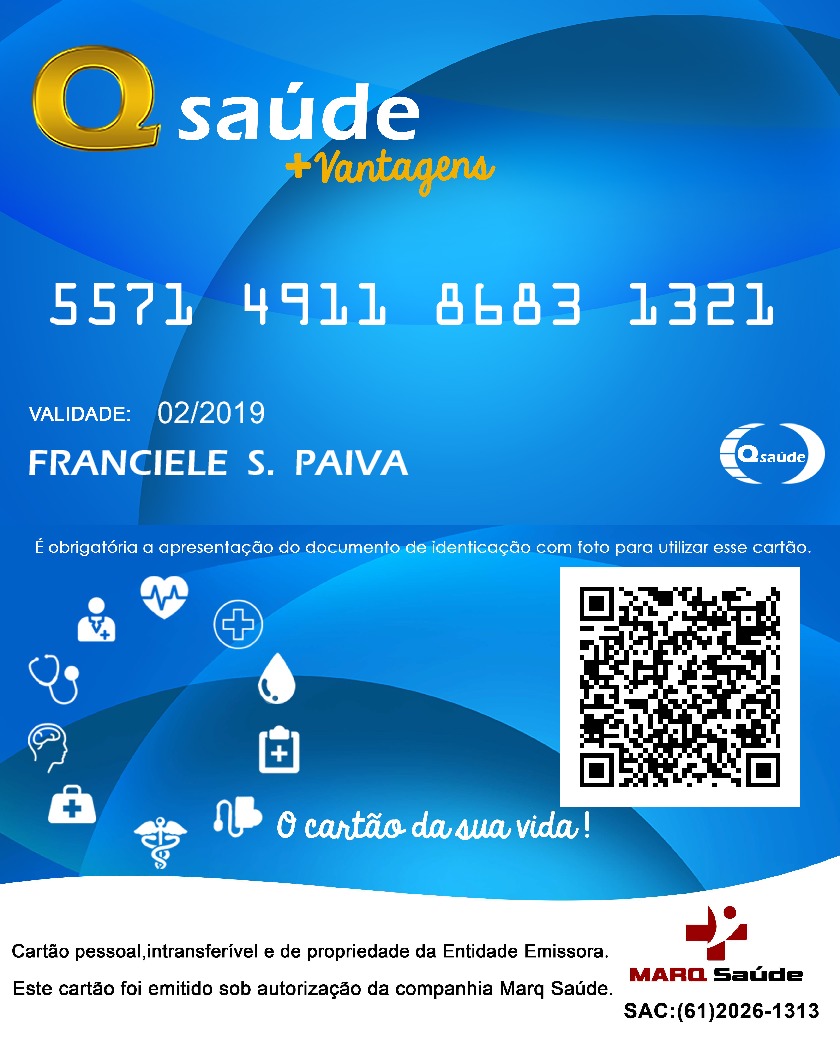 Q saúde
+Vantagens
5571 4911 8683 1321
VALIDADE: 02/2019
FRANCIELE S. PAIVA
Qsaúde
É obrigatória a apresentação do documento de identicação com foto para utilizar esse cartão.
O cartão da sua vida!
Cartão pessoal,intransferível e de propriedade da Entidade Emissora.
MARQ Saúde
Este cartão foi emitido sob autorização da companhia Marq Saúde.
SAC:(61)2026-1313